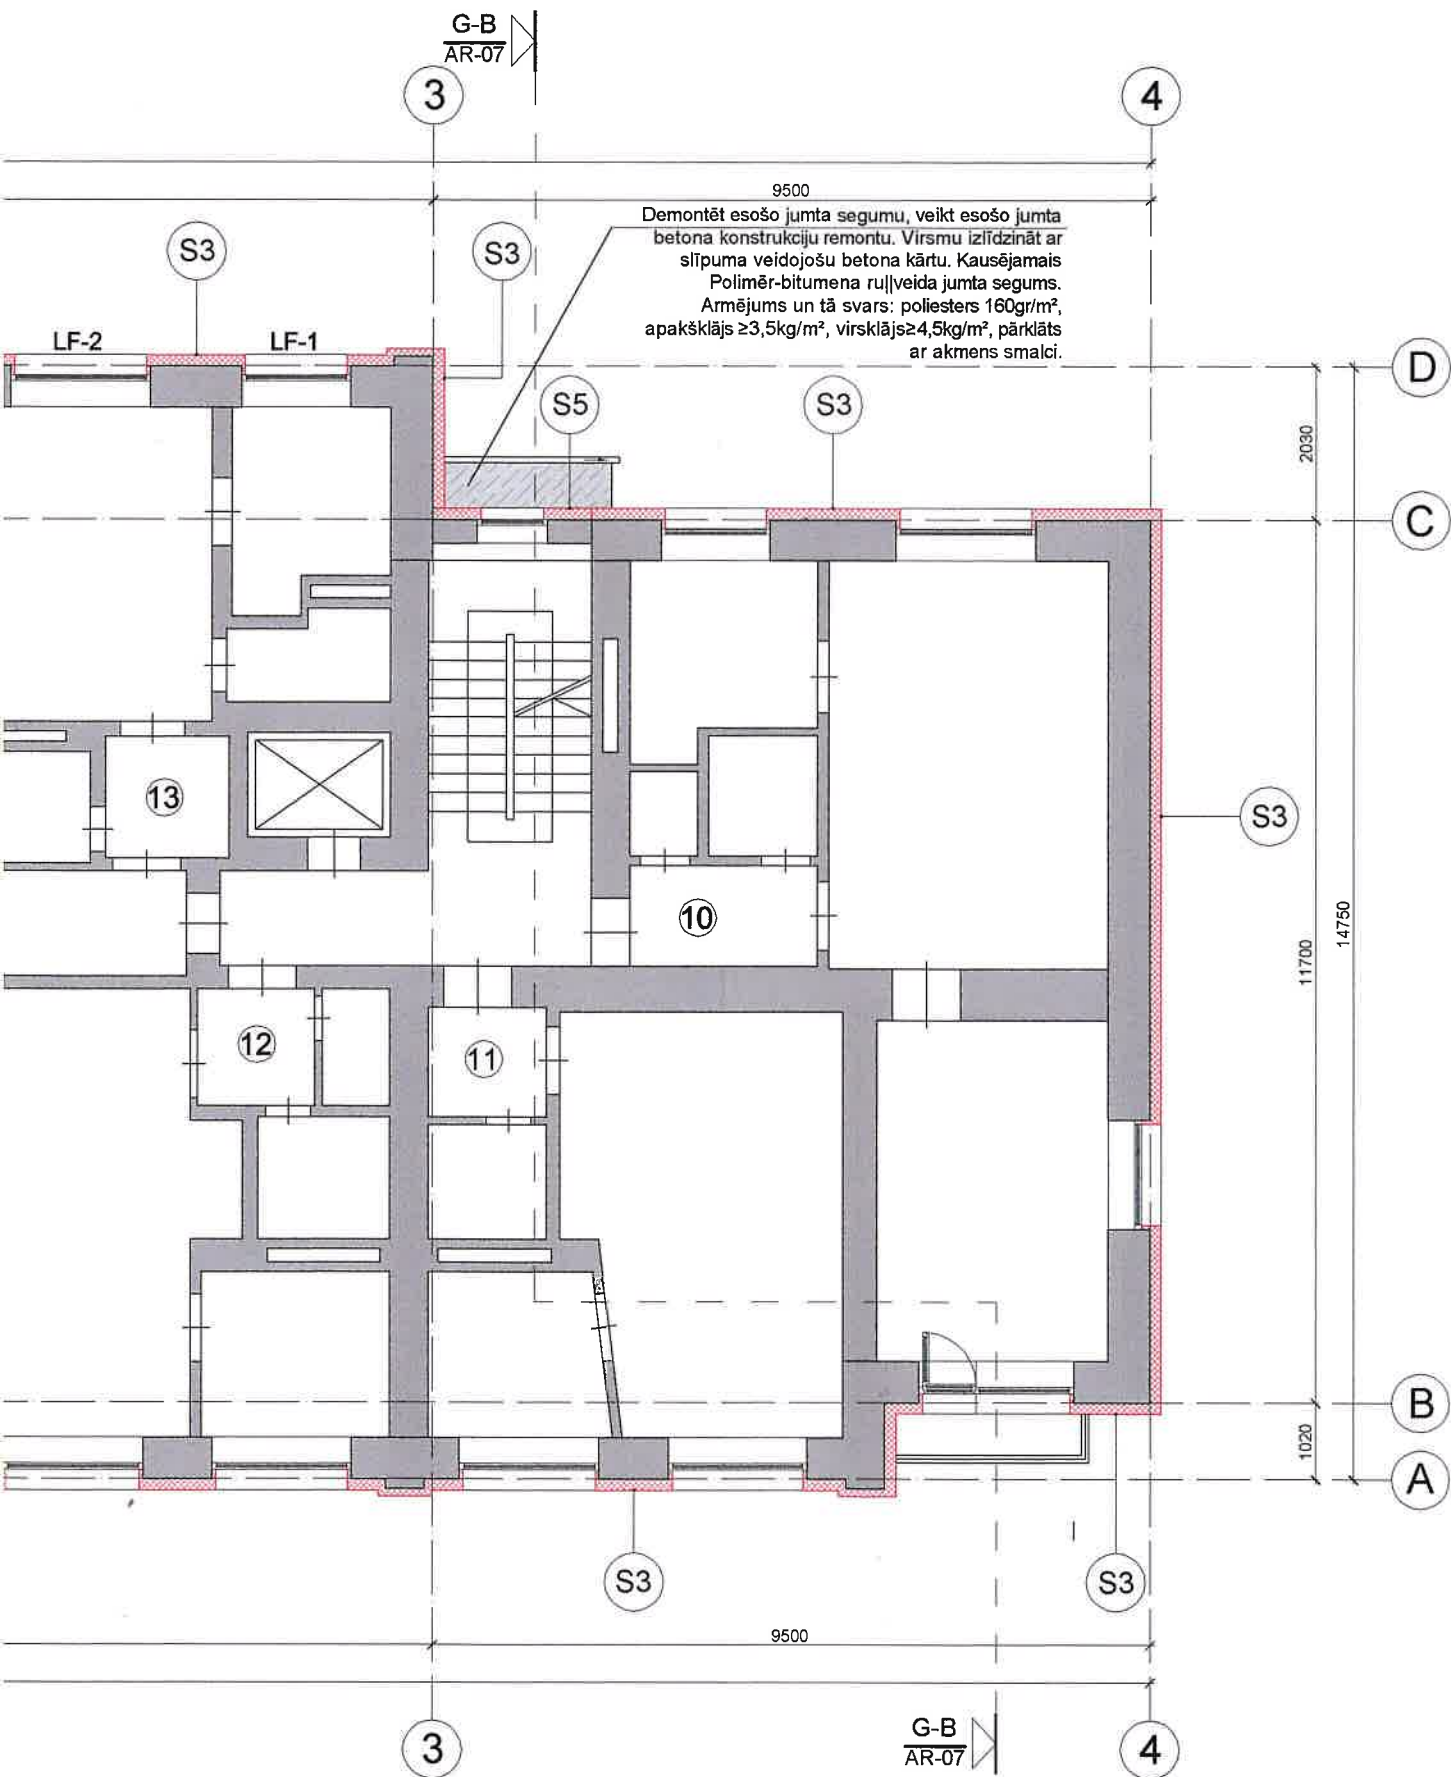 G-B
AR-07
3
4
9500
Demontēt esošo jumta segumu, veikt esošo jumta
betona konstrukciju remontu. Virsmu izlīdzināt ar
slīpuma veidojošu betona kārtu. Kausējamais
Polimēr-bitumena ruļļveida jumta segums.
Armējums un tā svars: poliesters 160gr/m²,
apakšklājs ≥3,5kg/m², virsklājs≥4,5kg/m², pārklāts
ar akmens smalci.
S3
S3
LF-2
LF-1
D
S5
S3
2030
C
13
S3
10
11700
14750
12
11
B
1020
A
S3
S3
9500
3
G-B
AR-07
4